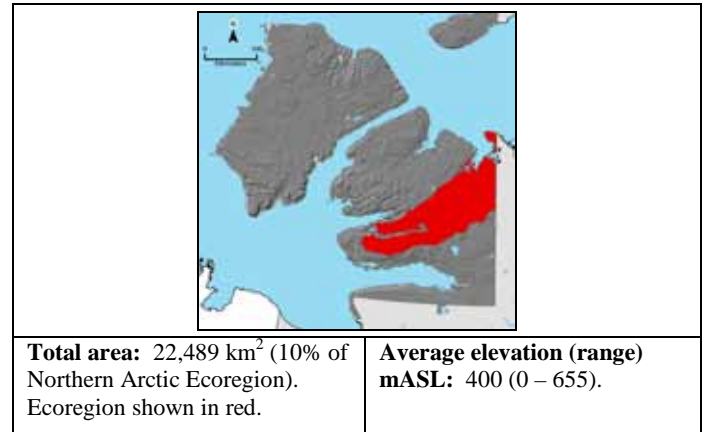 Total area: 22,489 km2 (10% of
Northern Arctic Ecoregion).
Ecoregion shown in red.
Average elevation (range)
mASL: 400 (0 – 655).